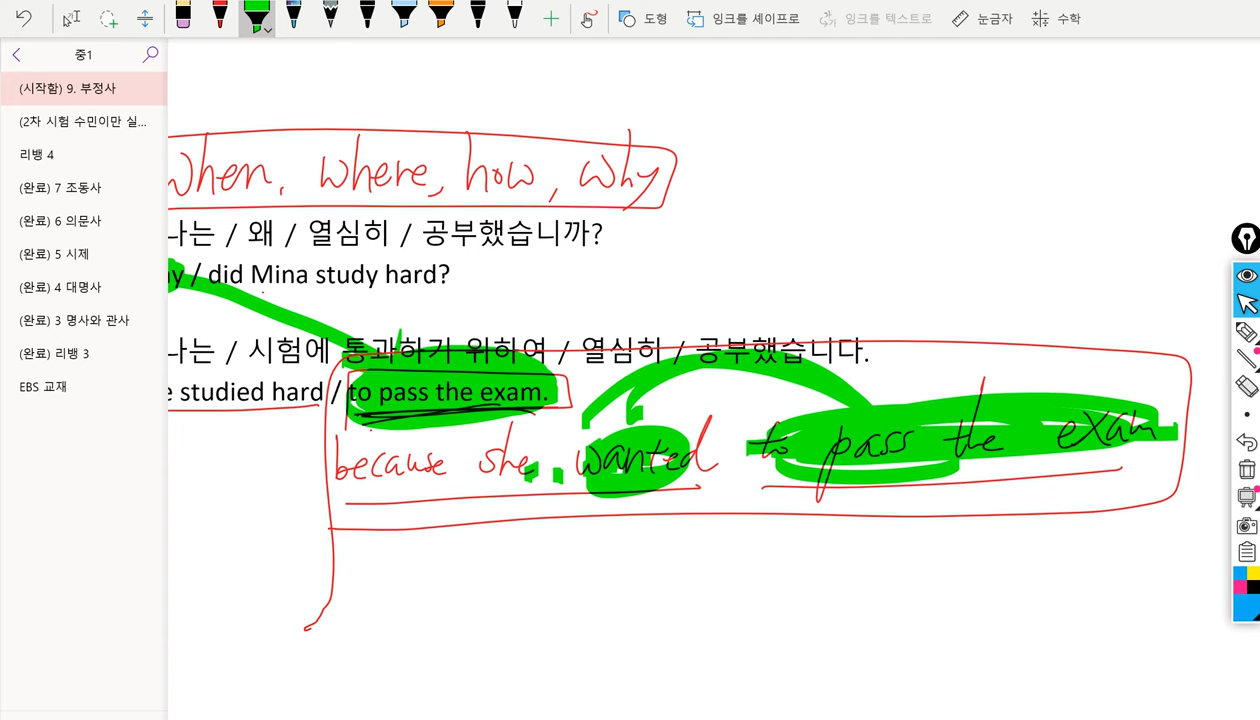 도형 잉크를 셰이프로 잉크를 텍스트로 눈금자 수학
중1
(시작함) 9. 부정사
(2차 시험 수민이만 실...
리뱅 4
(완료) 7 조동사
(완료) 6 의문사
(완료) 5 시제
(완료) 4 대명사
(완료) 3 명사와 관사
(완료) 리뱅 3
EBS 교재
when, where, how, why
나는 / 왜 / 열심히 / 공부했습니까?
y / did Mina study hard?
나는 / 시험에 통과하기 위하여 / 열심히 / 공부했습니다.
e studied hard / to pass the exam.
because she wanted to pass the exam